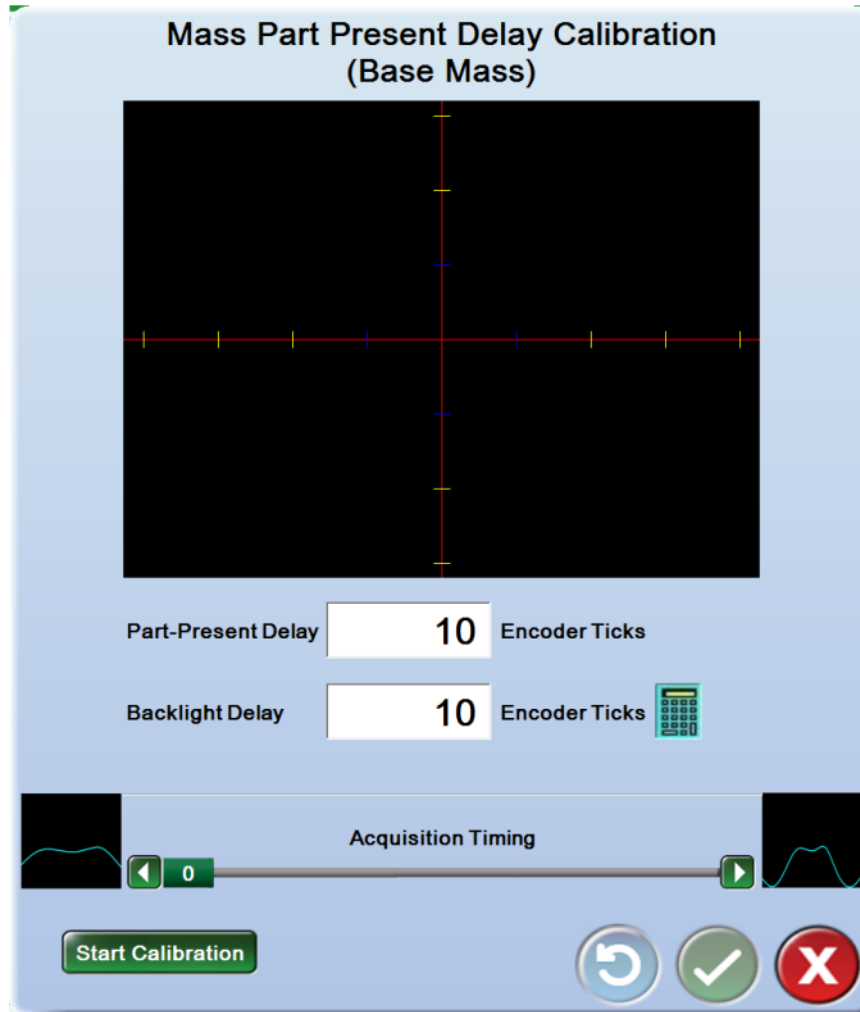 Mass Part Present Delay Calibration
(Base Mass)
Part-Present Delay 10 Encoder Ticks
Backlight Delay 10 Encoder Ticks
Acquisition Timing
0
Start Calibration